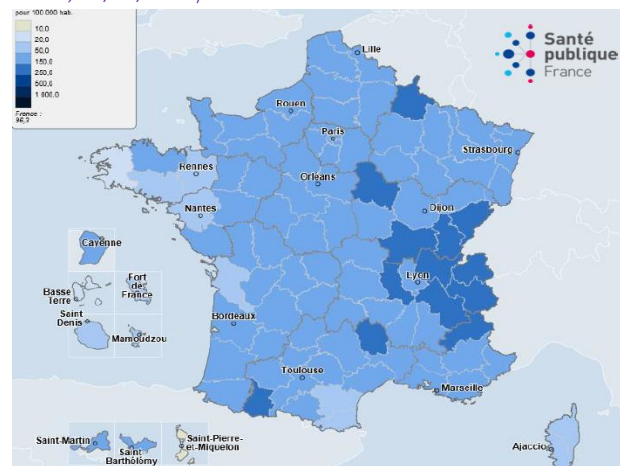 pour 100 000 hab.
10,0
20,0
50,0
150,0
250,0
500,0
1 000,0
France :
96,2
Santé
publique
France
Lille
Rouen
Paris
Strasbourg
Rennes
Orléans
Nantes
Dijon
Cayenne
Lyon
Basse
Terre
Fort
de
France
Saint
Denis
Mamoudzou
Bordeaux
Toulouse
Marseille
Saint-Martin
Saint
Barthélémy
Saint-Pierre
et-Miquelon
Ajaccio